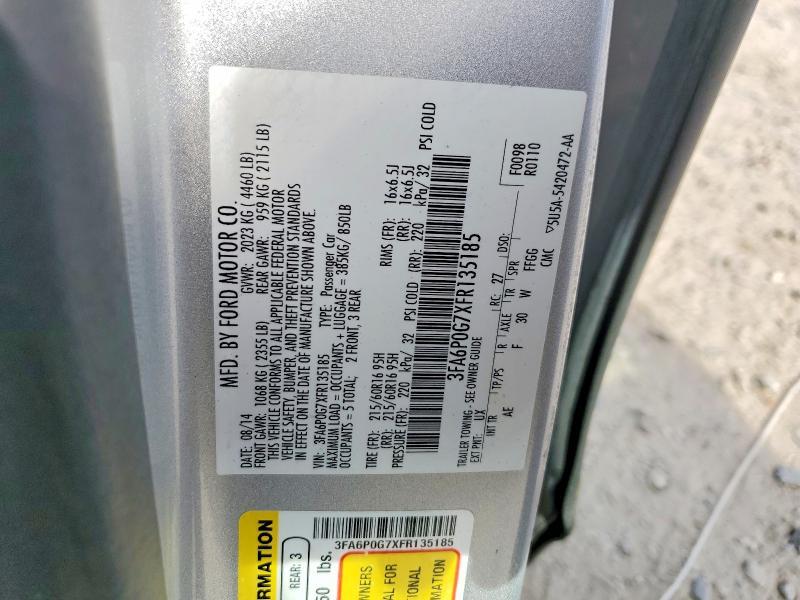 MFD. BY FORD MOTOR CO.
DATE: 08/14 GVWR: 2023 KG ( 4460 LB)
FRONT GAWR: 1068 KG ( 2355 LB) REAR GAWR: 959 KG ( 2115 LB)
THIS VEHICLE CONFORMS TO ALL APPLICABLE FEDERAL MOTOR
VEHICLE SAFETY, BUMPER, AND THEFT PREVENTION STANDARDS
IN EFFECT ON THE DATE OF MANUFACTURE SHOWN ABOVE.
VIN: 3FA6P0G7XFR135185 TYPE: Passenger Car
MAXIMUM LOAD = OCCUPANTS + LUGGAGE = 385KG/ 850LB
OCCUPANTS = 5 TOTAL: 2 FRONT, 3 REAR
TIRE (FR): 215/60R16 95H RIMS (FR): 16x6.5J
(RR): 215/60R16 95H (RR): 16x6.5J
PRESSURE (FR): 220 kPa/ 32 PSI COLD (RR): 220 kPa/ 32 PSI COLD
3FA6P0G7XFR135185
TRAILER TOWING - SEE OWNER GUIDE
EXT PNT: UX RC: 27 DSO: F0098
R0110
INT TR TP/PS R AXLE TR SPR
AE F 30 W FFGG
CMC 5U5A-5420472-AA
3FA6P0G7XFR135185
RMATION
REAR: 3
lbs.
WNERS
AL FOR
TIONAL
MATION